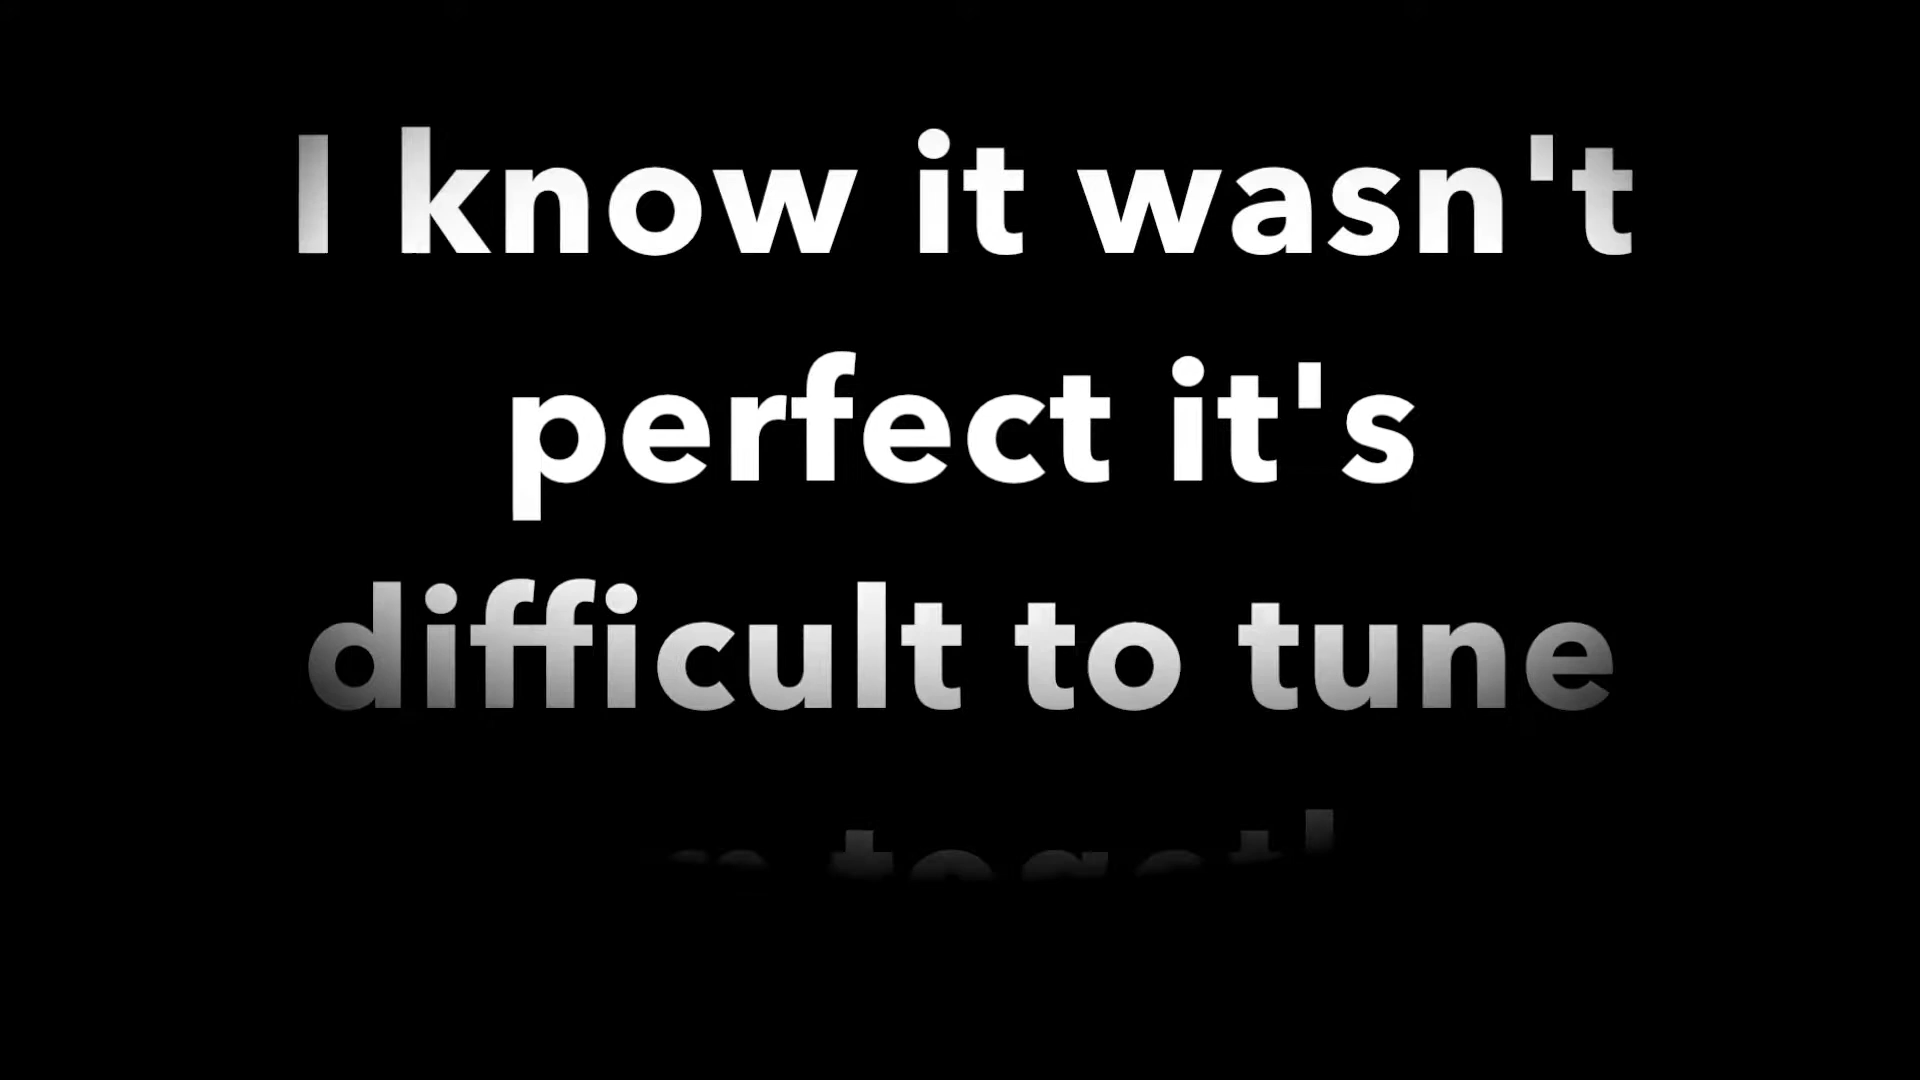 I know it wasn't
perfect it's
difficult to tune